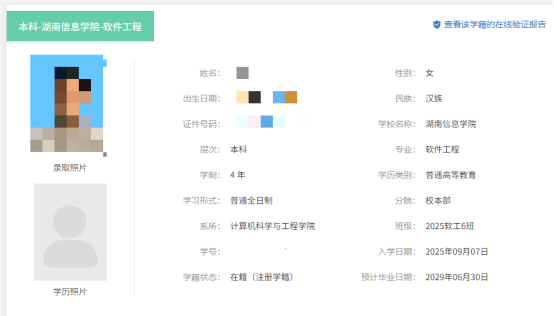 本科-湖南信息学院-软件工程
查看该学籍的在线验证报告
姓名：
性别： 女
出生日期：
民族： 汉族
证件号码：
学校名称： 湖南信息学院
层次： 本科
专业： 软件工程
录取照片
学制： 4 年
学历类别： 普通高等教育
学习形式： 普通全日制
分院： 校本部
系所： 计算机科学与工程学院
班级： 2025软工6班
学号：
入学日期： 2025年09月07日
学籍状态： 在籍（注册学籍）
预计毕业日期： 2029年06月30日
学历照片